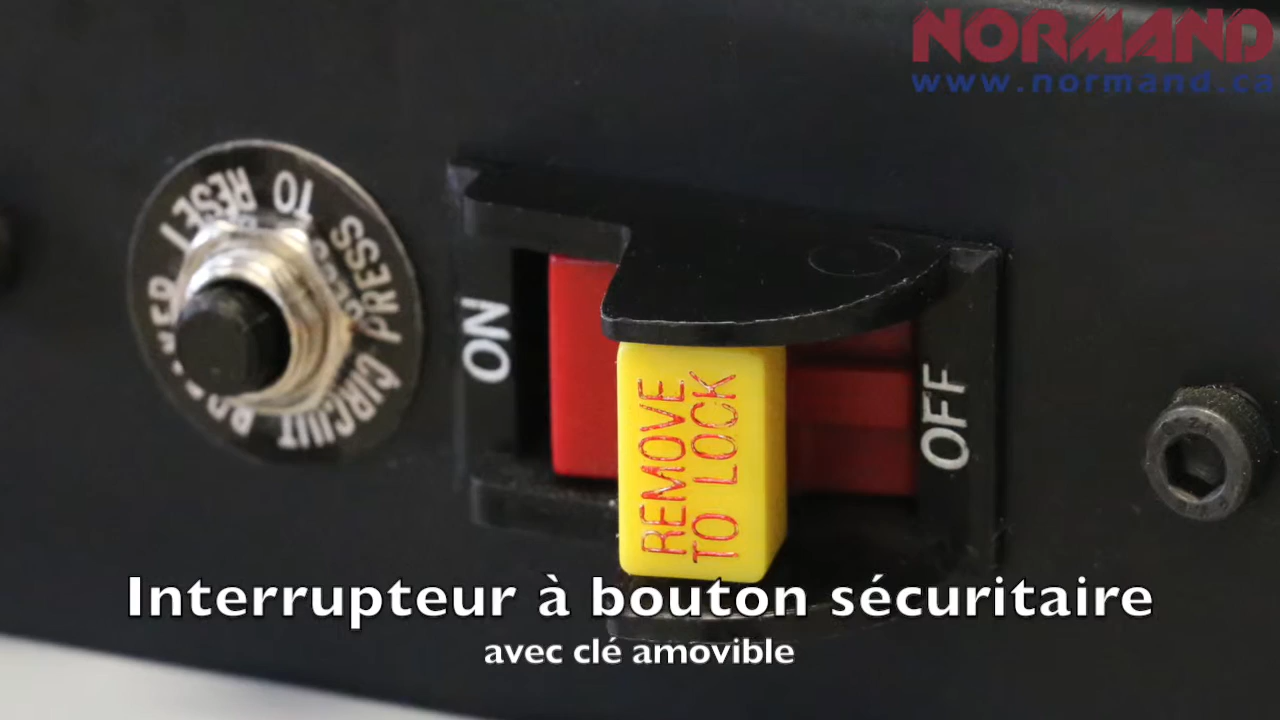 NORMAND
www.normand.ca
PRESS TO RESET
CIRCUIT
ON
OFF
REMOVE
TO LOCK
Interrupteur à bouton sécuritaire
avec clé amovible